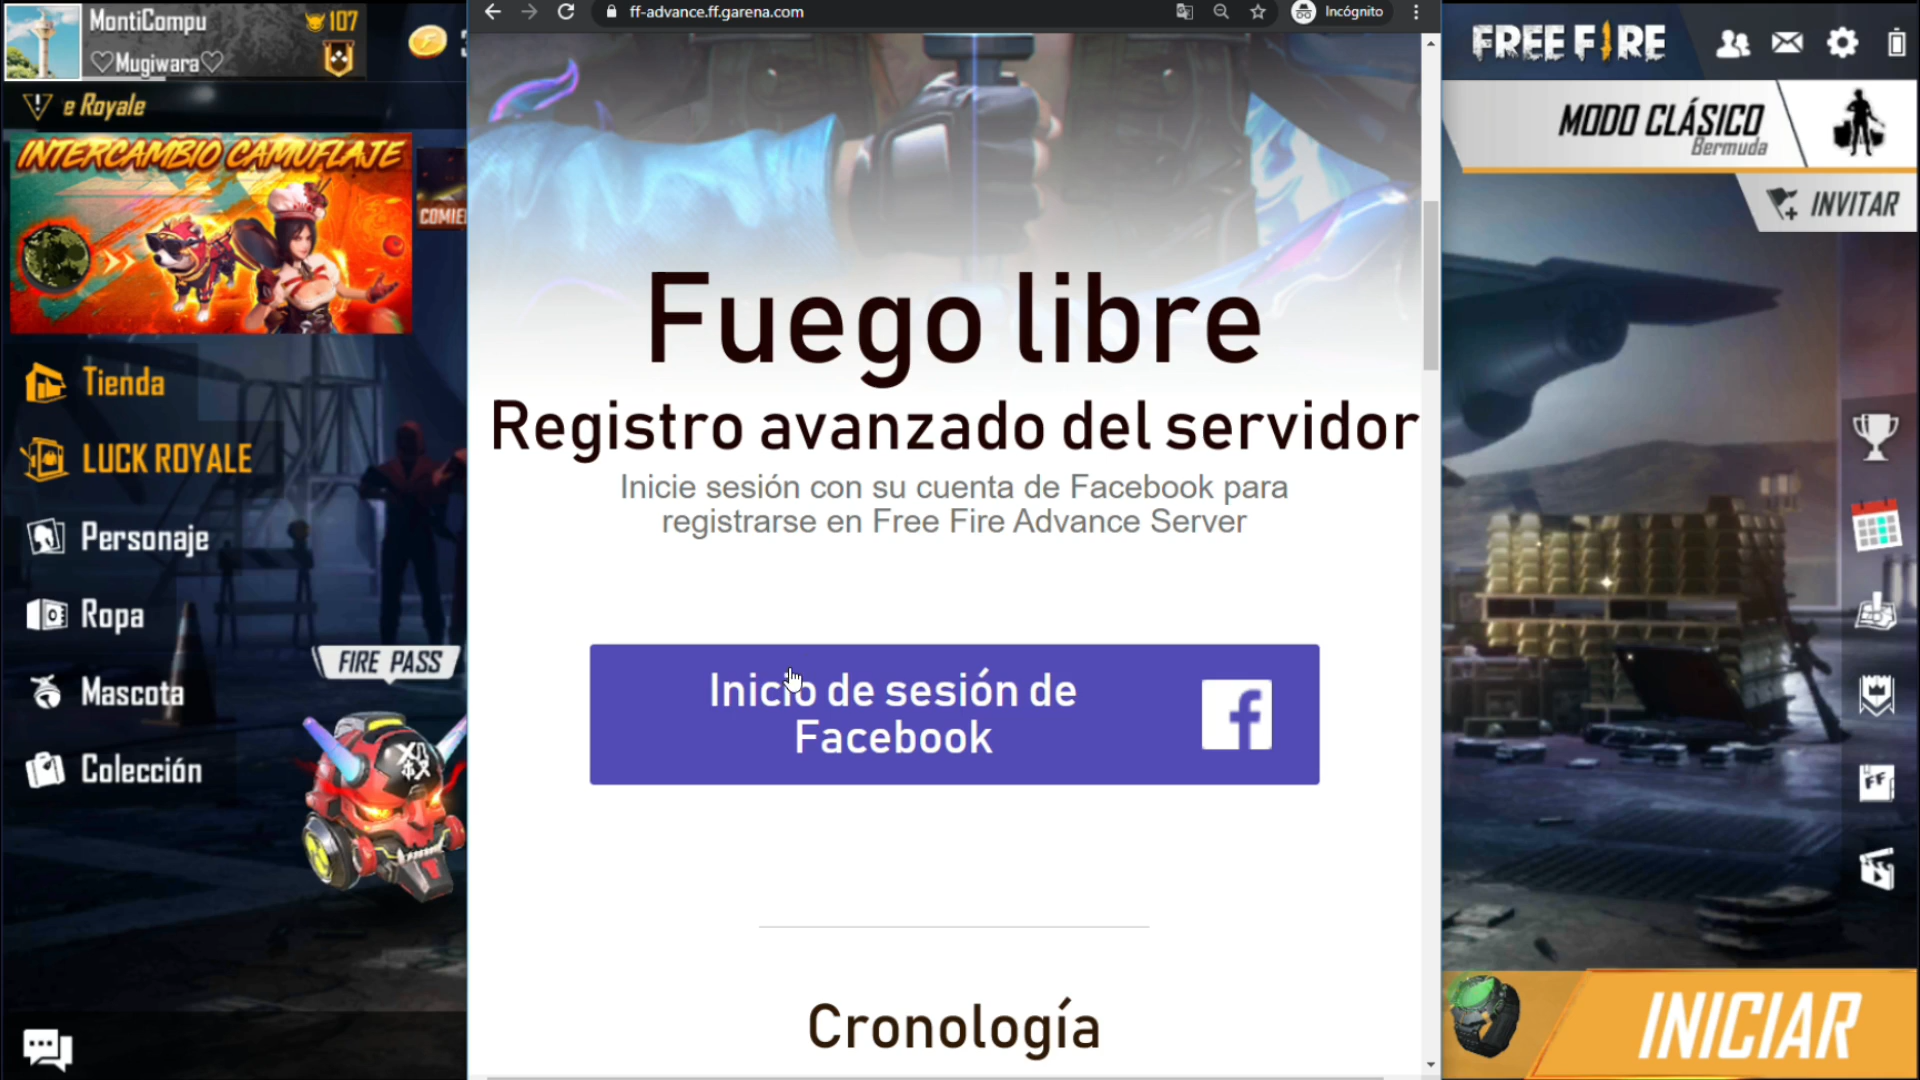 MontiCompu
107
♡Mugiwara♡
e Royale
INTERCAMBIO CAMUFLAJE
COMIE
Tienda
LUCK ROYALE
Personaje
Ropa
FIRE PASS
Mascota
Colección
ff-advance.ff.garena.com
Incógnito
Fuego libre
Registro avanzado del servidor
Inicie sesión con su cuenta de Facebook para
registrarse en Free Fire Advance Server
Inicio de sesión de
Facebook
Cronología
FREE FIRE
MODO CLÁSICO
Bermuda
INVITAR
FF
INICIAR